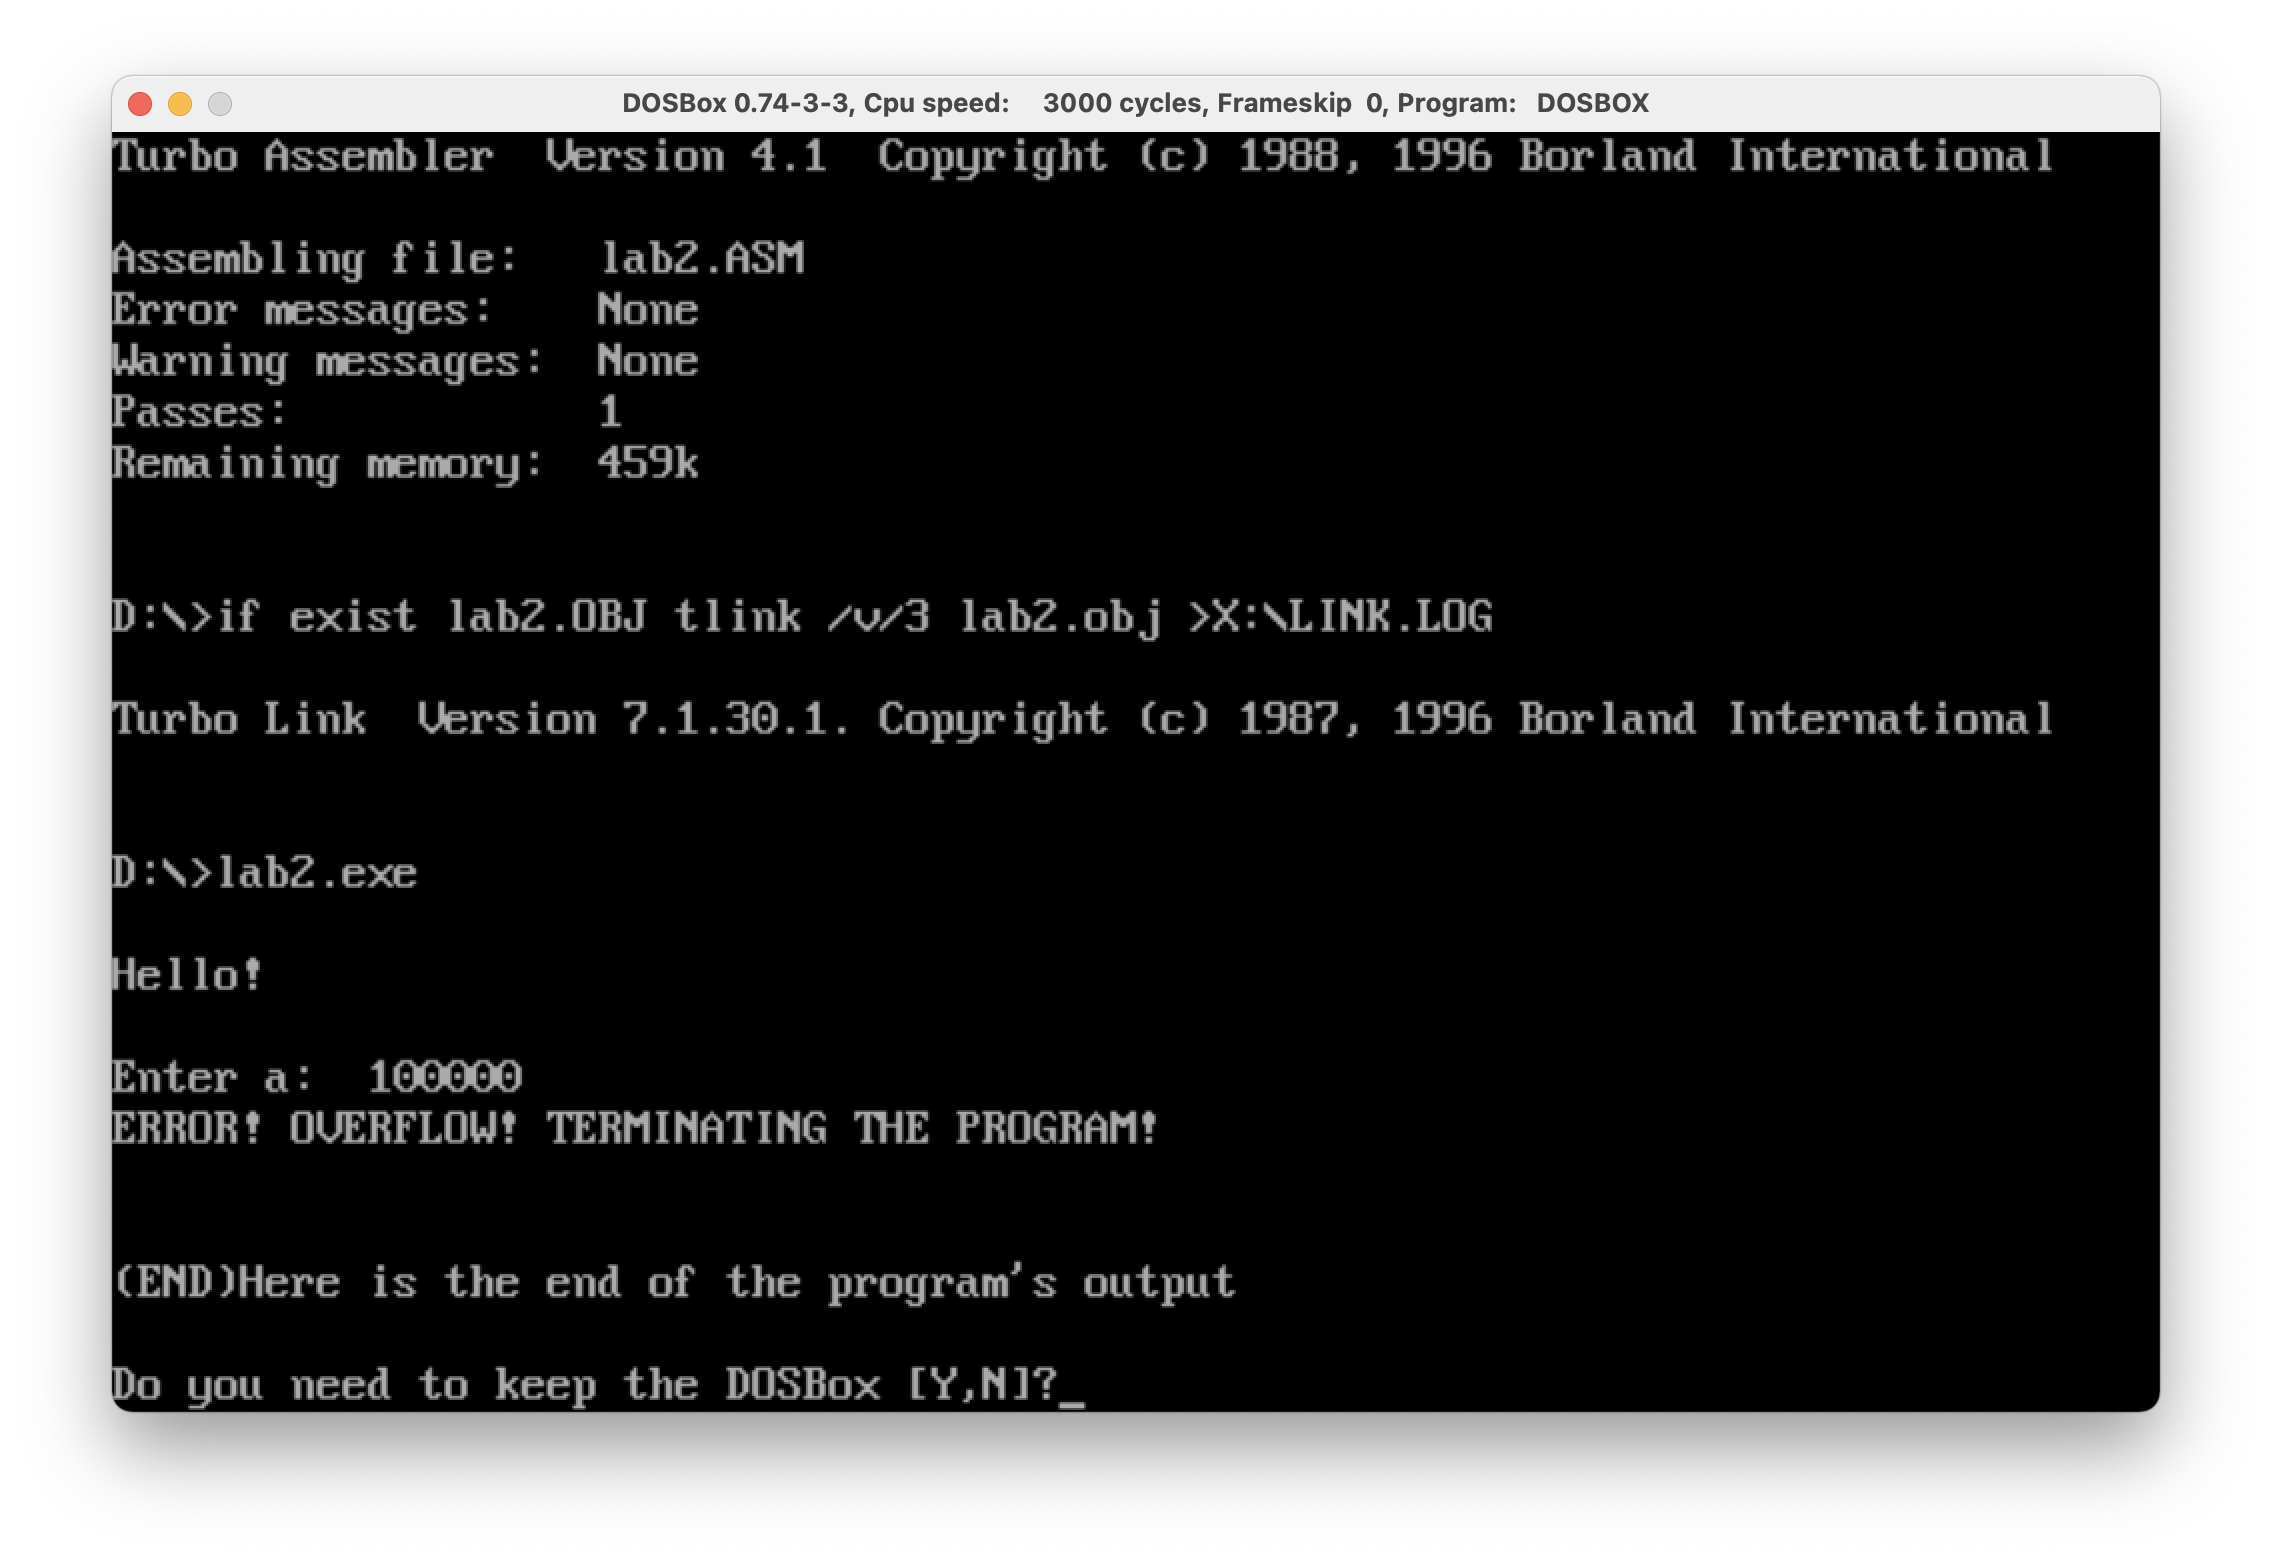 DOSBox 0.74-3-3, Cpu speed:    3000 cycles, Frameskip  0, Program:   DOSBOX
Turbo Assembler  Version 4.1  Copyright (c) 1988, 1996 Borland International
Assembling file:   lab2.ASM
Error messages:    None
Warning messages:  None
Passes:            1
Remaining memory:  459k
D:\>if exist lab2.OBJ tlink /v/3 lab2.obj >X:\LINK.LOG
Turbo Link  Version 7.1.30.1. Copyright (c) 1987, 1996 Borland International
D:\>lab2.exe
Hello!
Enter a:  100000
ERROR! OVERFLOW! TERMINATING THE PROGRAM!
(END)Here is the end of the program's output
Do you need to keep the DOSBox [Y,N]?_